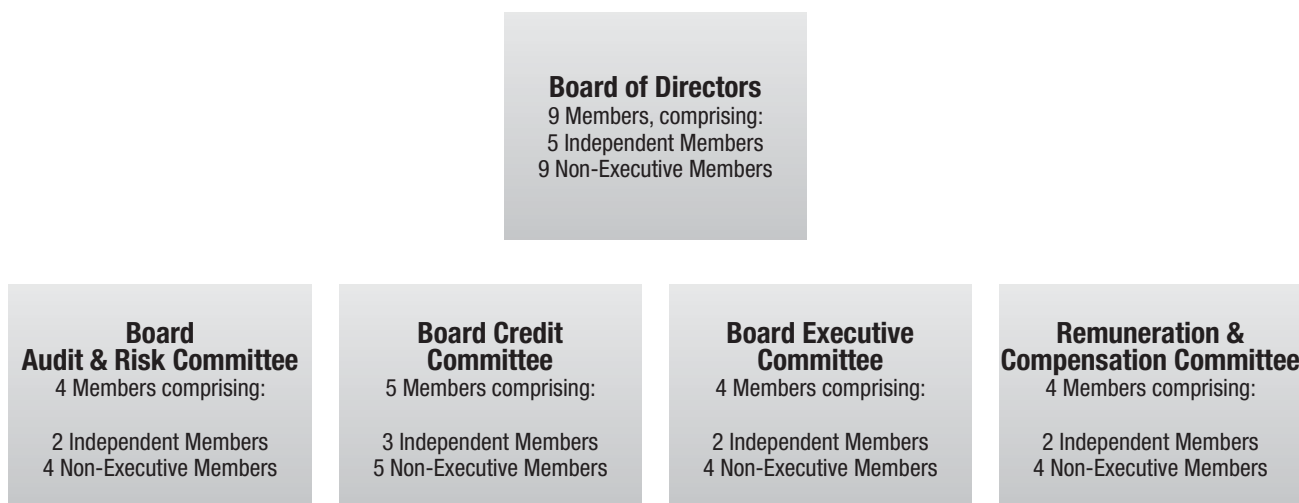 Board of Directors
9 Members, comprising:
5 Independent Members
9 Non-Executive Members
Board
Audit & Risk Committee
4 Members comprising:
2 Independent Members
4 Non-Executive Members
Board Credit
Committee
5 Members comprising:
3 Independent Members
5 Non-Executive Members
Board Executive
Committee
4 Members comprising:
2 Independent Members
4 Non-Executive Members
Remuneration &
Compensation Committee
4 Members comprising:
2 Independent Members
4 Non-Executive Members